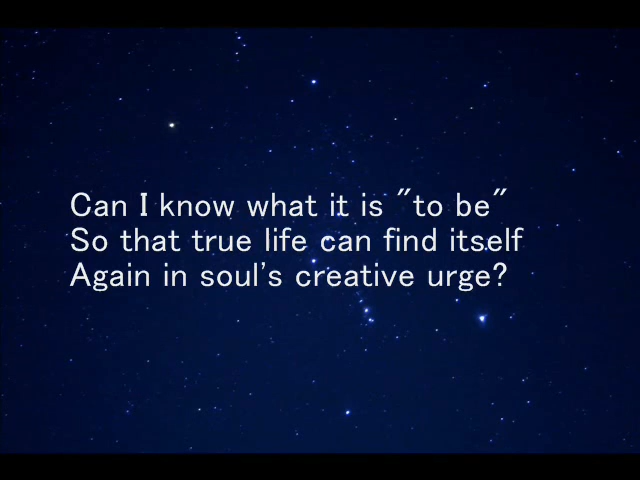 Can I know what it is "to be"
So that true life can find itself
Again in soul's creative urge?